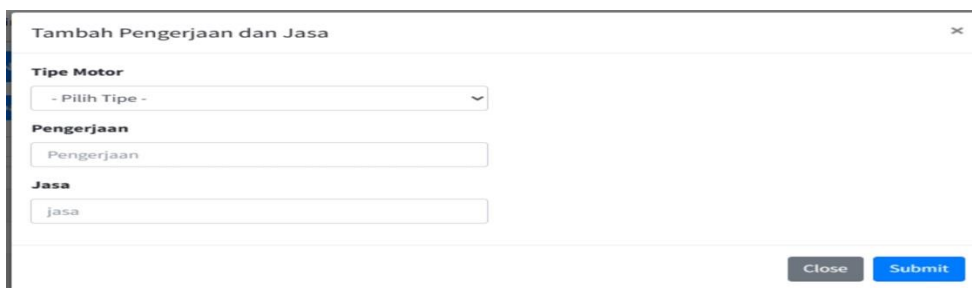 Tambah Pengerjaan dan Jasa ×
Tipe Motor
- Pilih Tipe -
Pengerjaan
Pengerjaan
Jasa
jasa
Close Submit